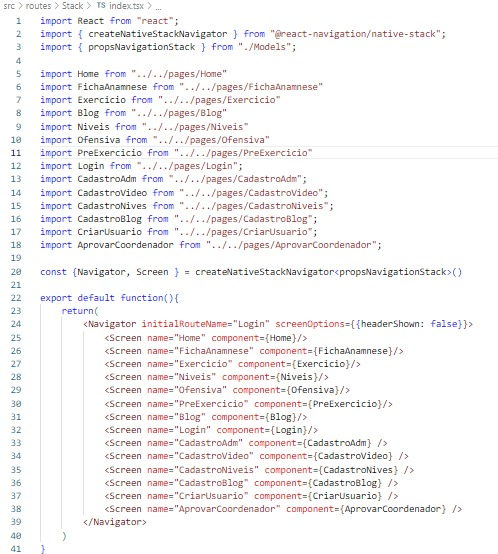 src > routes > Stack > TS index.tsx > ...
1 import React from "react";
2 import { createNativeStackNavigator } from "@react-navigation/native-stack";
3 import { propsNavigationStack } from "./Models";
4
5 import Home from "../../pages/Home"
6 import FichaAnamnese from "../../pages/FichaAnamnese"
7 import Exercicio from "../../pages/Exercicio"
8 import Blog from "../../pages/Blog"
9 import Niveis from "../../pages/Niveis"
10 import Ofensiva from "../../pages/Ofensiva"
11 import PreExercicio from "../../pages/PreExercicio"
12 import Login from "../../pages/Login";
13 import CadastroAdm from "../../pages/CadastroAdm";
14 import CadastroVideo from "../../pages/CadastroVideo";
15 import CadastroNives from "../../pages/CadastroNiveis";
16 import CadastroBlog from "../../pages/CadastroBlog";
17 import CriarUsuario from "../../pages/CriarUsuario";
18 import AprovarCoordenador from "../../pages/AprovarCoordenador";
19
20 const {Navigator, Screen } = createNativeStackNavigator<propsNavigationStack>()
21
22 export default function(){
23 return(
24 <Navigator initialRouteName="Login" screenOptions={{headerShown: false}}>
25 <Screen name="Home" component={Home}/>
26 <Screen name="FichaAnamnese" component={FichaAnamnese}/>
27 <Screen name="Exercicio" component={Exercicio}/>
28 <Screen name="Niveis" component={Niveis}/>
29 <Screen name="Ofensiva" component={Ofensiva}/>
30 <Screen name="PreExercicio" component={PreExercicio}/>
31 <Screen name="Blog" component={Blog}/>
32 <Screen name="Login" component={Login}/>
33 <Screen name="CadastroAdm" component={CadastroAdm} />
34 <Screen name="CadastroVideo" component={CadastroVideo} />
35 <Screen name="CadastroNiveis" component={CadastroNives} />
36 <Screen name="CadastroBlog" component={CadastroBlog} />
37 <Screen name="CriarUsuario" component={CriarUsuario} />
38 <Screen name="AprovarCoordenador" component={AprovarCoordenador} />
39 </Navigator>
40 )
41 }